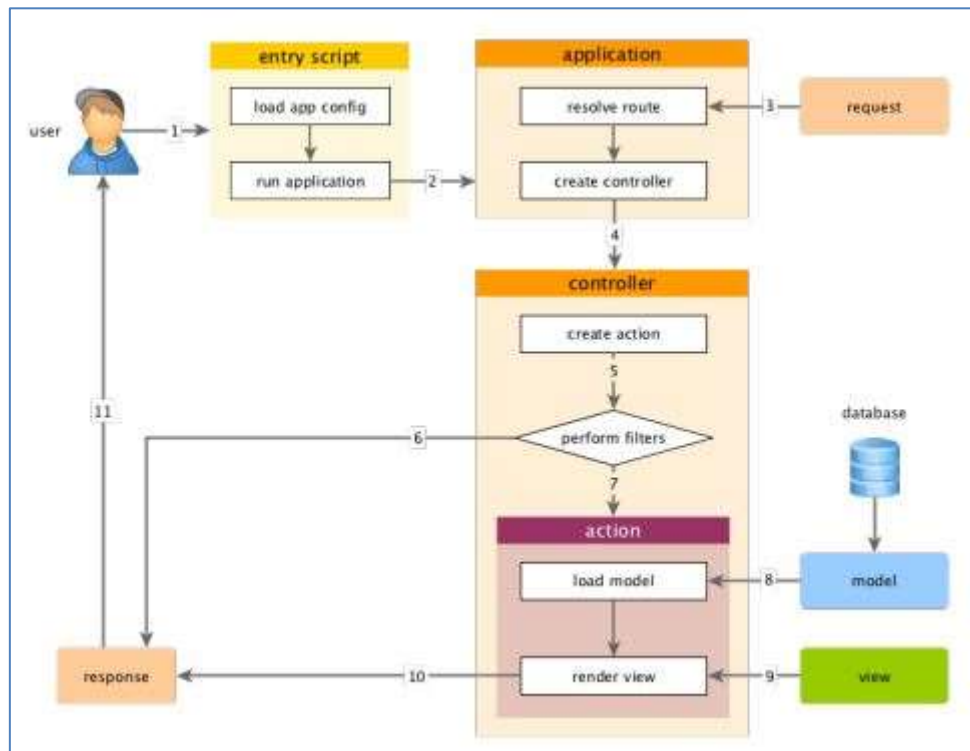 entry script
application
load app config
resolve route
3
request
user
1
run application
2
create controller
4
controller
create action
5
11
6
perform filters
database
7
action
load model
8
model
response
10
render view
9
view